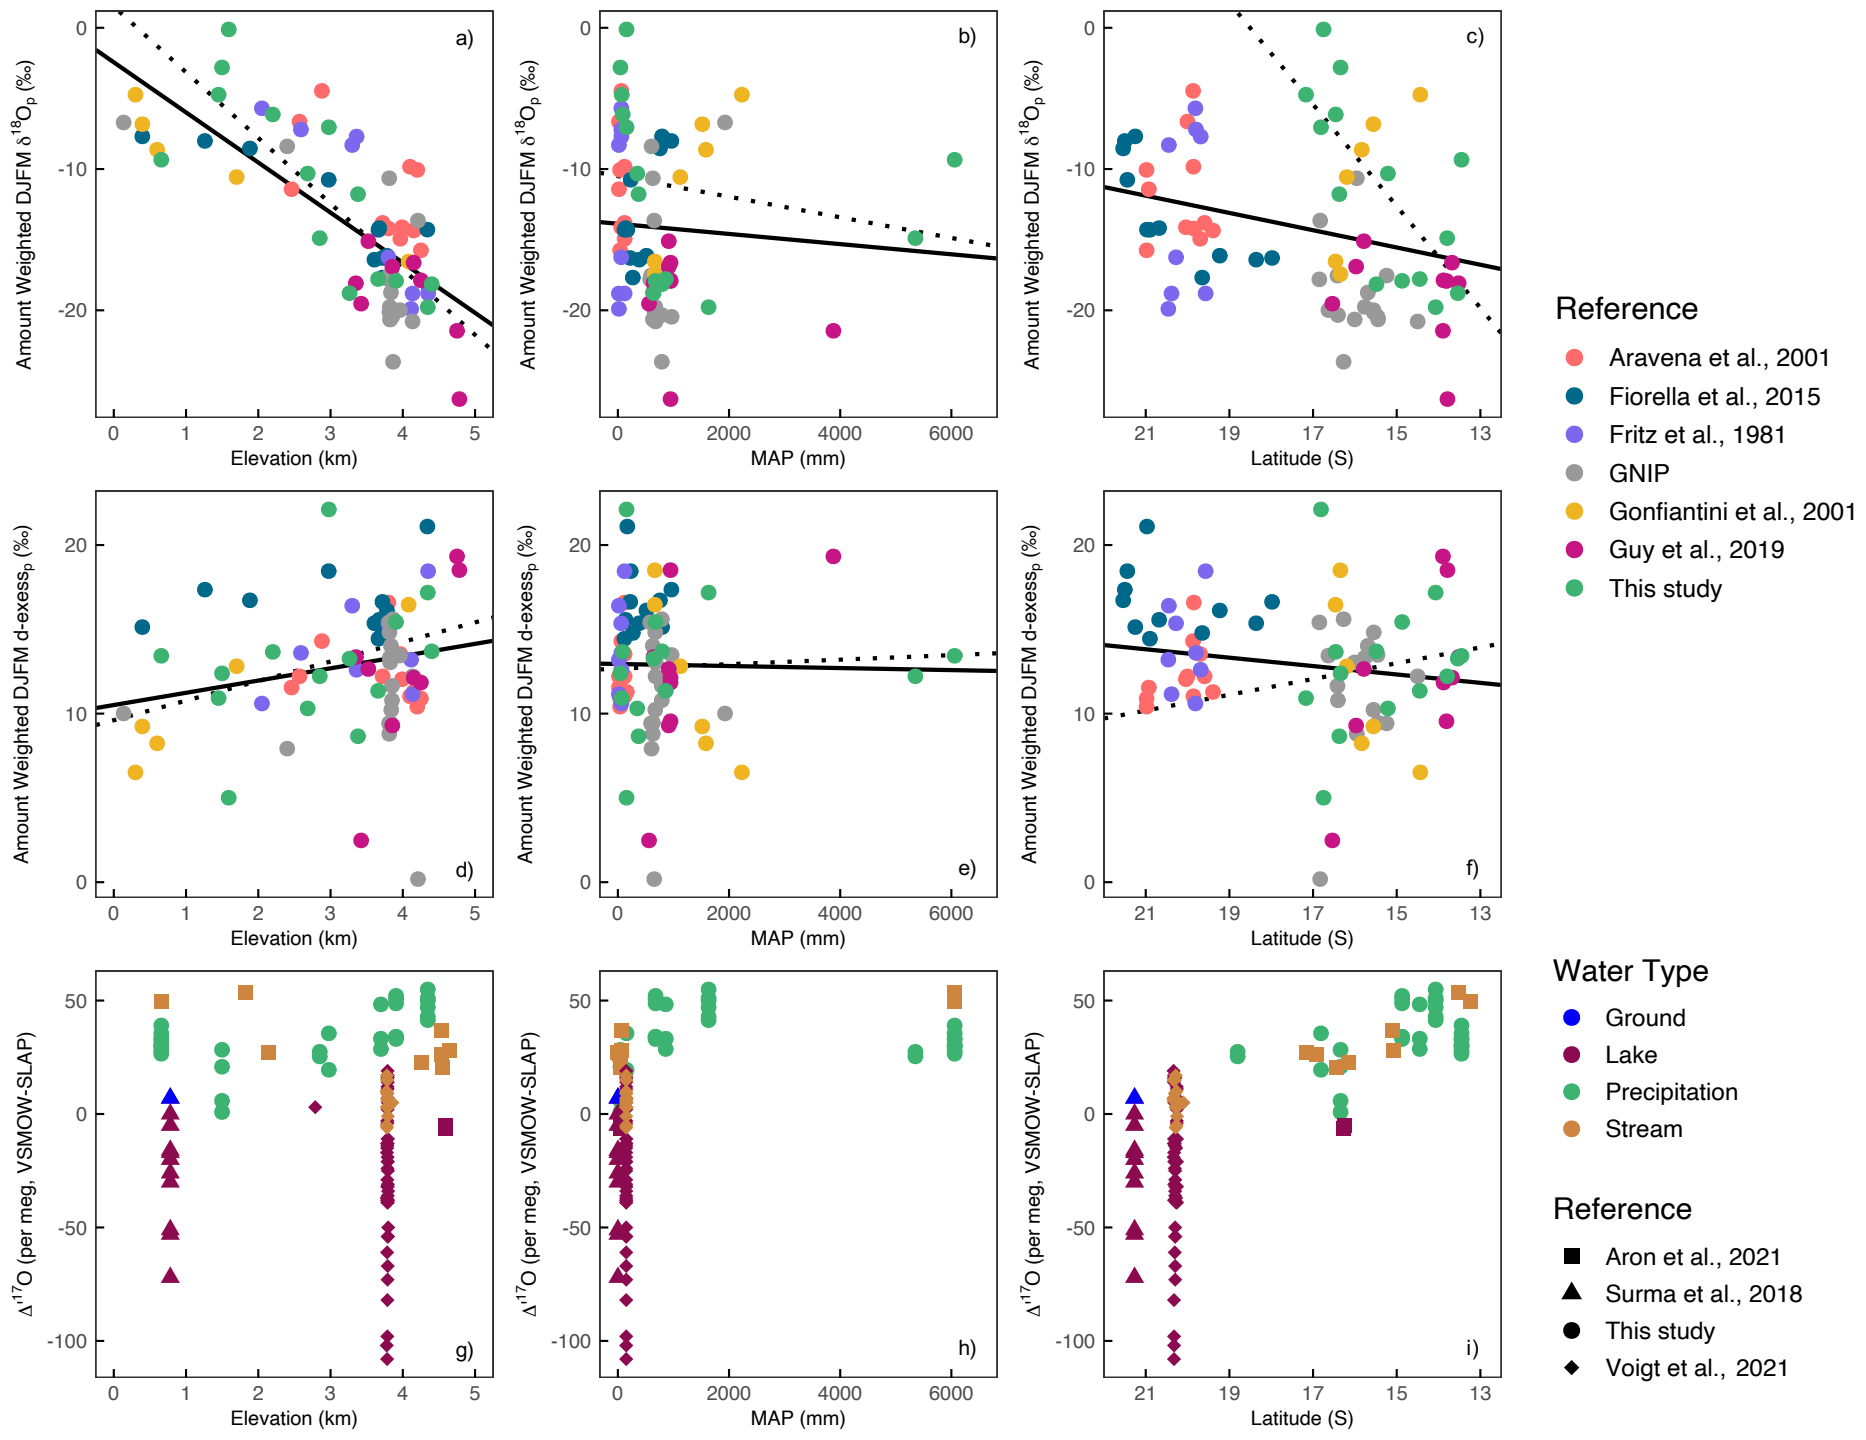 a)
b)
c)
Amount Weighted DJFM δ18Op (‰)
0
-10
-20
0 1 2 3 4 5
Elevation (km)
Amount Weighted DJFM δ18Op (‰)
0
-10
-20
0 2000 4000 6000
MAP (mm)
Amount Weighted DJFM δ18Op (‰)
0
-10
-20
21 19 17 15 13
Latitude (S)
Reference
Aravena et al., 2001
Fiorella et al., 2015
Fritz et al., 1981
GNIP
Gonfiantini et al., 2001
Guy et al., 2019
This study
Amount Weighted DJFM d-exessp (‰)
20
10
0
d)
0 1 2 3 4 5
Elevation (km)
Amount Weighted DJFM d-exessp (‰)
20
10
0
e)
0 2000 4000 6000
MAP (mm)
Amount Weighted DJFM d-exessp (‰)
20
10
0
f)
21 19 17 15 13
Latitude (S)
Water Type
Ground
Lake
Precipitation
Stream
Reference
Aron et al., 2021
Surma et al., 2018
This study
Voigt et al., 2021
Δ'17O (per meg, VSMOW-SLAP)
50
0
-50
-100
g)
0 1 2 3 4 5
Elevation (km)
Δ'17O (per meg, VSMOW-SLAP)
50
0
-50
-100
h)
0 2000 4000 6000
MAP (mm)
Δ'17O (per meg, VSMOW-SLAP)
50
0
-50
-100
i)
21 19 17 15 13
Latitude (S)